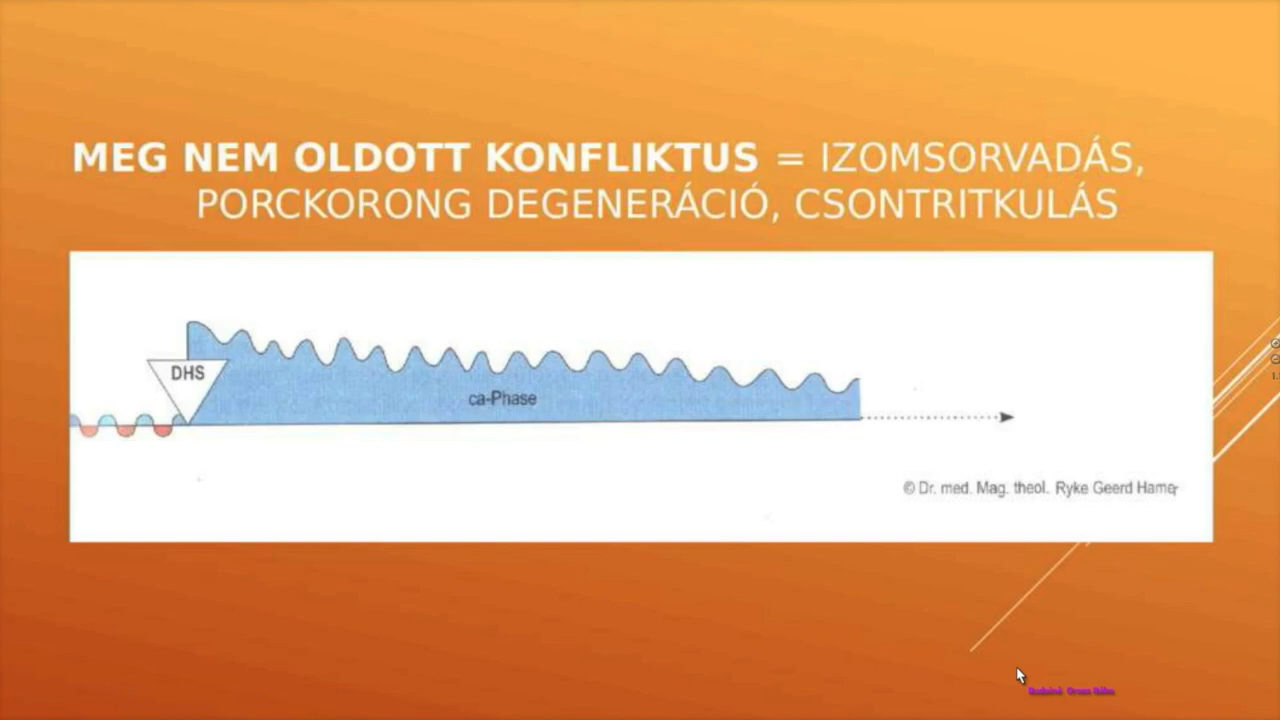 MEG NEM OLDOTT KONFLIKTUS = IZOMSORVADÁS,
PORCKORONG DEGENERÁCIÓ, CSONTRITKULÁS
DHS
ca-Phase
© Dr. med. Mag. theol. Ryke Geerd Hamer